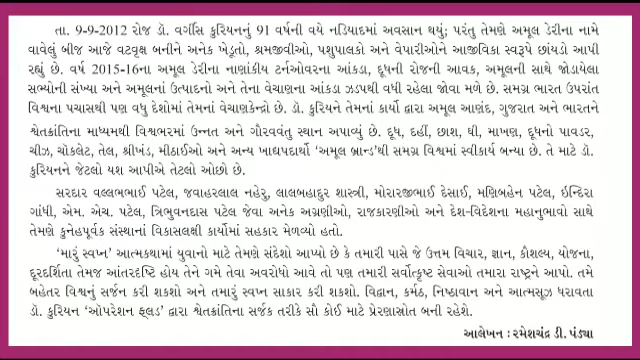 તા. 9-9-2012 રોજ ડૉ. વર્ગીસ કુરિયનનું 91 વર્ષની વયે નડિયાદમાં અવસાન થયું; પરંતુ તેમણે અમૂલ ડેરીના નામે
વાવેલું બીજ આજે વટવૃક્ષ બનીને અનેક ખેડૂતો, શ્રમજીવીઓ, પશુપાલકો અને વેપારીઓને આજીવિકા સ્વરૂપે છાંયડો આપી
રહ્યું છે. વર્ષ 2015-16ના અમૂલ ડેરીના નાણાંકીય ટર્નઓવરના આંકડા, દૂધની રોજની આવક, અમૂલની સાથે જોડાયેલા
સભ્યોની સંખ્યા અને અમૂલનાં ઉત્પાદનો અને તેના વેચાણના આંકડા ઝડપથી વધી રહેલા જોવા મળે છે. સમગ્ર ભારત ઉપરાંત
વિશ્વના પચાસથી પણ વધુ દેશોમાં તેમનાં વેચાણકેન્દ્રો છે. ડૉ. કુરિયને તેમનાં કાર્યો દ્વારા અમૂલ આણંદ, ગુજરાત અને ભારતને
શ્વેતક્રાંતિના માધ્યમથી વિશ્વભરમાં ઉન્નત અને ગૌરવવંતુ સ્થાન અપાવ્યું છે. દૂધ, દહીં, છાશ, ઘી, માખણ, દૂધનો પાવડર,
ચીઝ, ચોકલેટ, તેલ, શ્રીખંડ, મીઠાઈઓ અને અન્ય ખાદ્યપદાર્થો ‘અમૂલ બ્રાન્ડ’થી સમગ્ર વિશ્વમાં સ્વીકાર્ય બન્યા છે. તે માટે ડૉ.
કુરિયનને જેટલો યશ આપીએ તેટલો ઓછો છે.
સરદાર વલ્લભભાઈ પટેલ, જવાહરલાલ નહેરુ, લાલબહાદુર શાસ્ત્રી, મોરારજીભાઈ દેસાઈ, મણિબહેન પટેલ, ઇન્દિરા
ગાંધી, એમ. એચ. પટેલ, ત્રિભુવનદાસ પટેલ જેવા અનેક અગ્રણીઓ, રાજકારણીઓ અને દેશ-વિદેશના મહાનુભાવો સાથે
તેમણે કુનેહપૂર્વક સંસ્થાનાં વિકાસલક્ષી કાર્યોમાં સહકાર મેળવ્યો હતો.
‘મારું સ્વપ્ન’ આત્મકથામાં યુવાનો માટે તેમણે સંદેશો આપ્યો છે કે તમારી પાસે જે ઉત્તમ વિચાર, જ્ઞાન, કૌશલ્ય, યોજના,
દૂરદર્શિતા તેમજ આંતરદષ્ટિ હોય તેને ગમે તેવા અવરોધો આવે તો પણ તમારી સર્વોત્કૃષ્ટ સેવાઓ તમારા રાષ્ટ્રને આપો. તમે
બહેતર વિશ્વનું સર્જન કરી શકશો અને તમારું સ્વપ્ન સાકાર કરી શકશો. વિદ્વાન, કર્મઠ, નિષ્ઠાવાન અને આત્મસૂઝ ધરાવતા
ડૉ. કુરિયન ‘ઓપરેશન ફ્લડ’ દ્વારા શ્વેતક્રાંતિના સર્જક તરીકે સૌ કોઈ માટે પ્રેરણાસ્રોત બની રહેશે.
આલેખન : રમેશચંદ્ર ડી. પંડ્યા